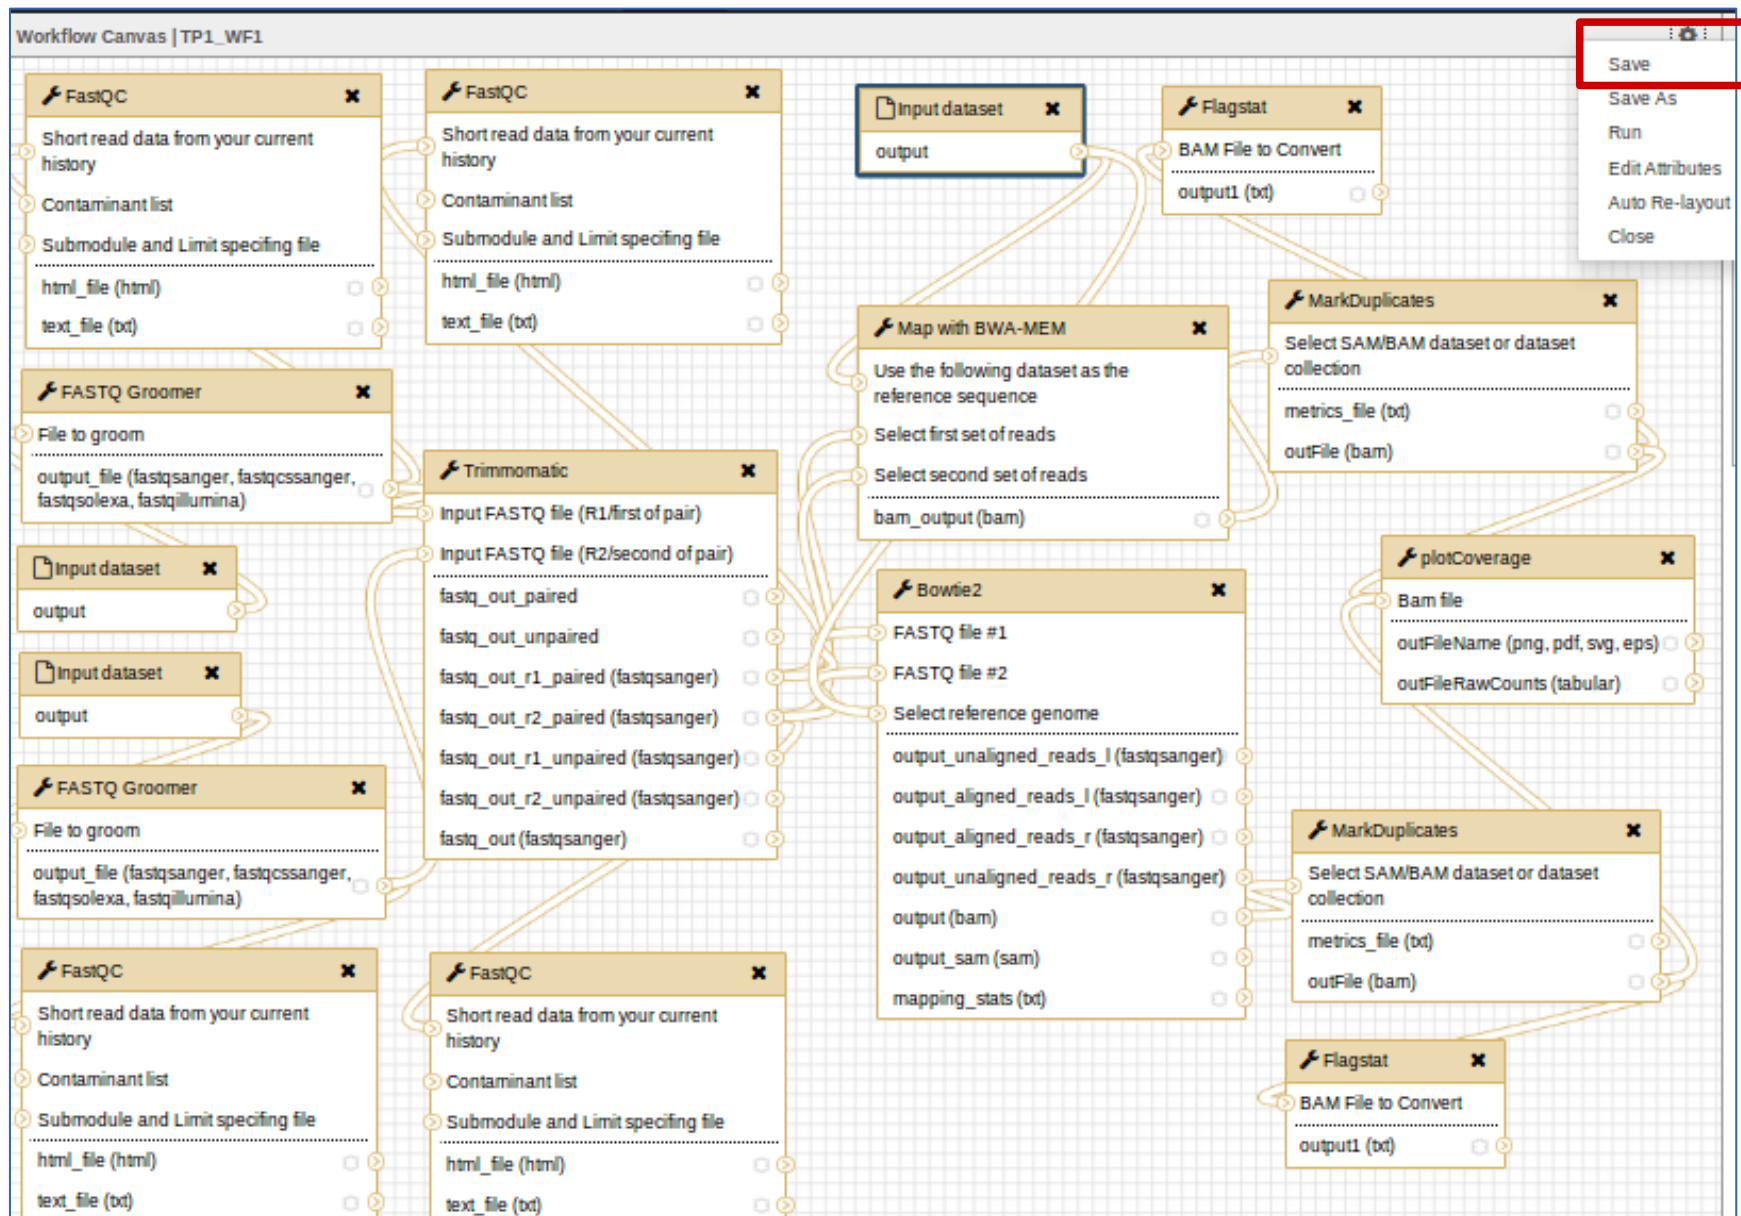 Workflow Canvas | TP1_WF1
Save
Save As
Run
Edit Attributes
Auto Re-layout
Close
FastQC
Short read data from your current
history
Contaminant list
Submodule and Limit specifing file
html_file (html)
text_file (txt)
FASTQ Groomer
File to groom
output_file (fastqsanger, fastqcssanger,
fastqsolexa, fastqillumina)
Input dataset
output
Input dataset
output
FASTQ Groomer
File to groom
output_file (fastqsanger, fastqcssanger,
fastqsolexa, fastqillumina)
FastQC
Short read data from your current
history
Contaminant list
Submodule and Limit specifing file
html_file (html)
text_file (txt)
FastQC
Short read data from your current
history
Contaminant list
Submodule and Limit specifing file
html_file (html)
text_file (txt)
Trimmomatic
Input FASTQ file (R1/first of pair)
Input FASTQ file (R2/second of pair)
fastq_out_paired
fastq_out_unpaired
fastq_out_r1_paired (fastqsanger)
fastq_out_r2_paired (fastqsanger)
fastq_out_r1_unpaired (fastqsanger)
fastq_out_r2_unpaired (fastqsanger)
fastq_out (fastqsanger)
FastQC
Short read data from your current
history
Contaminant list
Submodule and Limit specifing file
html_file (html)
text_file (txt)
Input dataset
output
Map with BWA-MEM
Use the following dataset as the
reference sequence
Select first set of reads
Select second set of reads
bam_output (bam)
Bowtie2
FASTQ file #1
FASTQ file #2
Select reference genome
output_unaligned_reads_l (fastqsanger)
output_aligned_reads_l (fastqsanger)
output_aligned_reads_r (fastqsanger)
output_unaligned_reads_r (fastqsanger)
output (bam)
output_sam (sam)
mapping_stats (txt)
Flagstat
BAM File to Convert
output1 (txt)
MarkDuplicates
Select SAM/BAM dataset or dataset
collection
metrics_file (txt)
outFile (bam)
plotCoverage
Bam file
outFileName (png, pdf, svg, eps)
outFileRawCounts (tabular)
MarkDuplicates
Select SAM/BAM dataset or dataset
collection
metrics_file (txt)
outFile (bam)
Flagstat
BAM File to Convert
output1 (txt)